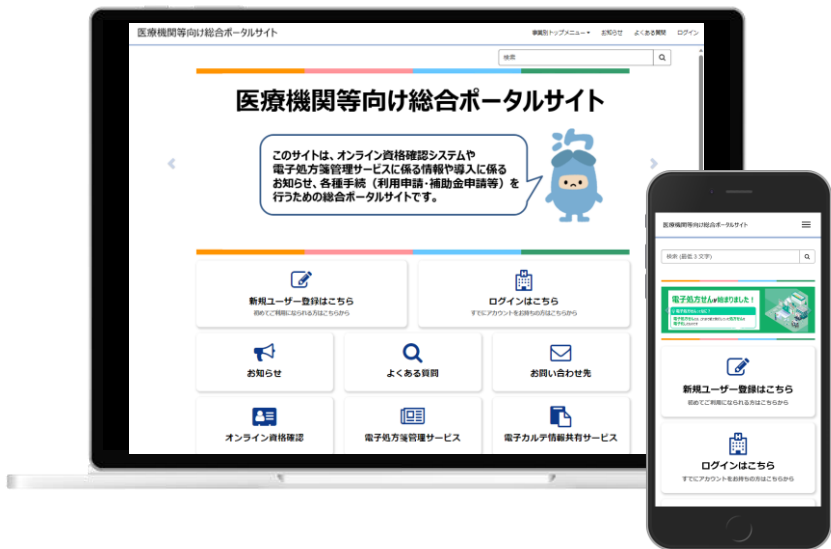 医療機関等向け総合ポータルサイト
事業別トップメニュー お知らせ よくある質問 ログイン
検索
医療機関等向け総合ポータルサイト
このサイトは、オンライン資格確認システムや
電子処方箋管理サービスに係る情報や導入に係る
お知らせ、各種手続（利用申請・補助金申請等）を
行うための総合ポータルサイトです。
新規ユーザー登録はこちら
初めてご利用になられる方はこちらから
ログインはこちら
すでにアカウントをお持ちの方はこちらから
お知らせ
よくある質問
お問い合わせ先
オンライン資格確認
電子処方箋管理サービス
電子カルテ情報共有サービス
医療機関等向け総合ポータルサイト
検索 (最低 3 文字)
電子処方せんが始まりました！
新規ユーザー登録はこちら
初めてご利用になられる方はこちらから
ログインはこちら
すでにアカウントをお持ちの方はこちらから